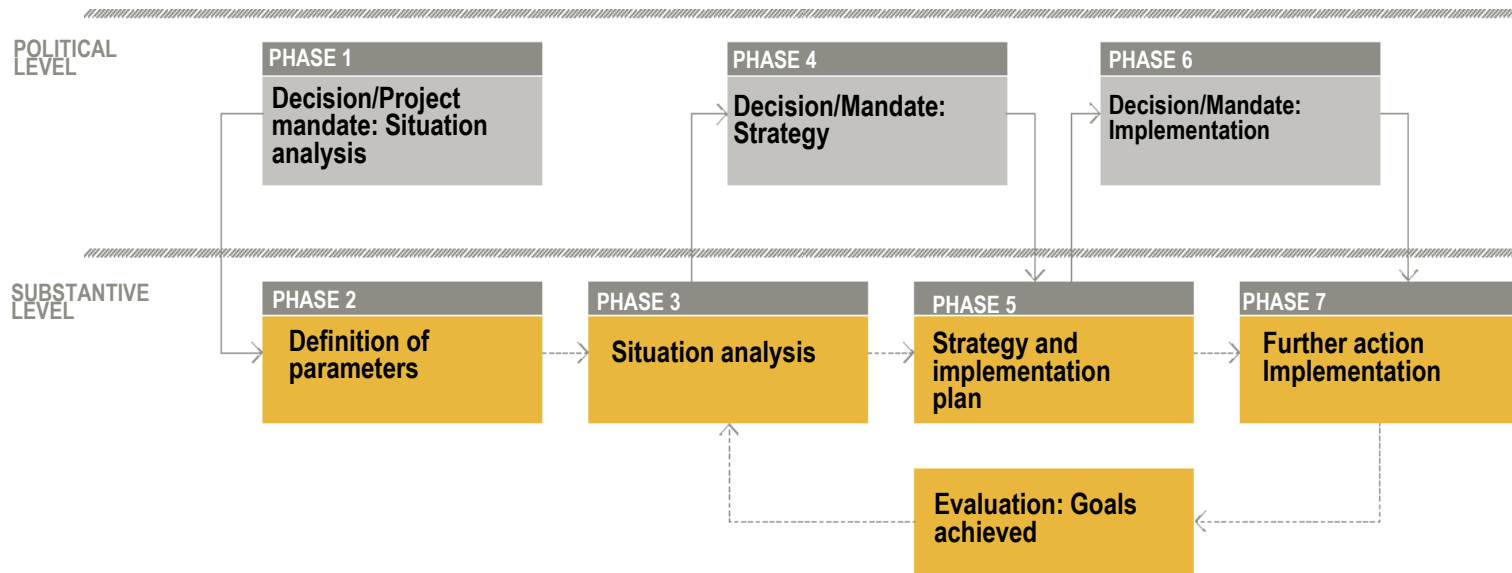 POLITICAL
LEVEL
PHASE 1
Decision/Project
mandate: Situation
analysis
PHASE 4
Decision/Mandate:
Strategy
PHASE 6
Decision/Mandate:
Implementation
SUBSTANTIVE
LEVEL
PHASE 2
Definition of
parameters
PHASE 3
Situation analysis
PHASE 5
Strategy and
implementation
plan
PHASE 7
Further action
Implementation
Evaluation: Goals
achieved